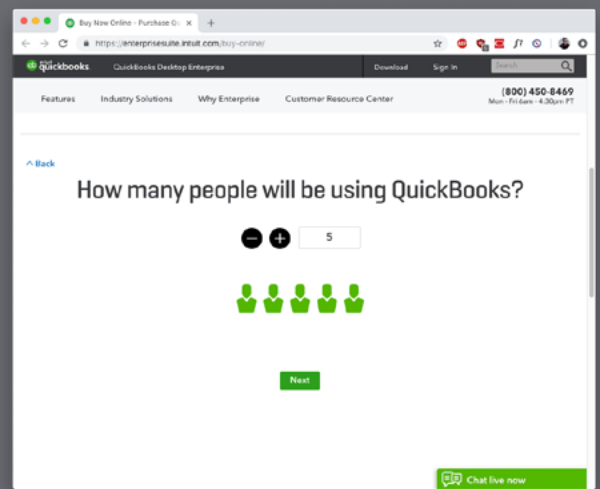 Buy Now Online - Purchase Qu
https://enterprisesuite.intuit.com/buy-online/
intuit quickbooks. QuickBooks Desktop Enterprise Download Sign In Search
Features Industry Solutions Why Enterprise Customer Resource Center
(800) 450-8469
Mon - Fri 6am - 4:30pm PT
Back
How many people will be using QuickBooks?
5
Next
Chat live now